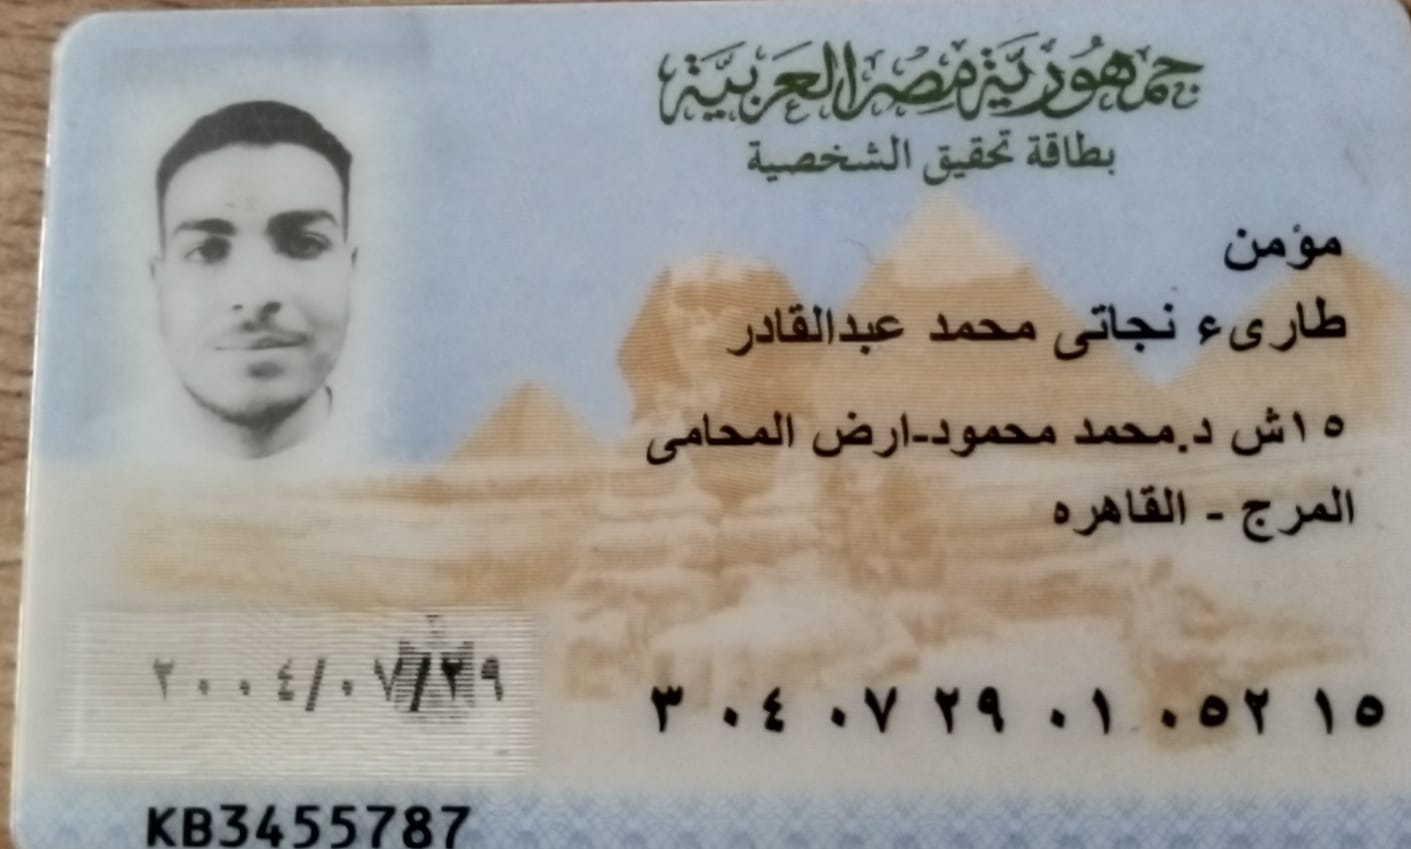 جمهورية مصر العربية
بطاقة تحقيق الشخصية
مؤمن
طارىء نجاتى محمد عبدالقادر
١٥ش د.محمد محمود-ارض المحامى
المرج - القاهره
٢٠٠٤/٠٧/٢٩
٣ ٠٤ ٠٧ ٢٩ ٠١ ٠٥٢ ١٥
KB3455787